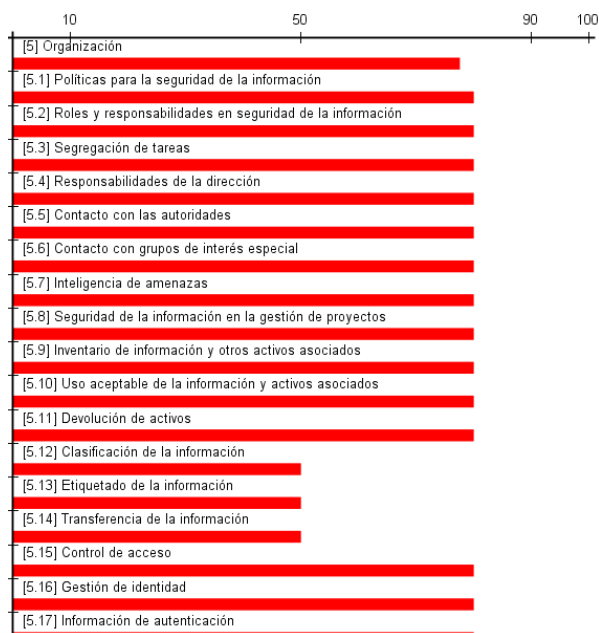 10 50 90 100
[5] Organización
[5.1] Políticas para la seguridad de la información
[5.2] Roles y responsabilidades en seguridad de la información
[5.3] Segregación de tareas
[5.4] Responsabilidades de la dirección
[5.5] Contacto con las autoridades
[5.6] Contacto con grupos de interés especial
[5.7] Inteligencia de amenazas
[5.8] Seguridad de la información en la gestión de proyectos
[5.9] Inventario de información y otros activos asociados
[5.10] Uso aceptable de la información y activos asociados
[5.11] Devolución de activos
[5.12] Clasificación de la información
[5.13] Etiquetado de la información
[5.14] Transferencia de la información
[5.15] Control de acceso
[5.16] Gestión de identidad
[5.17] Información de autenticación